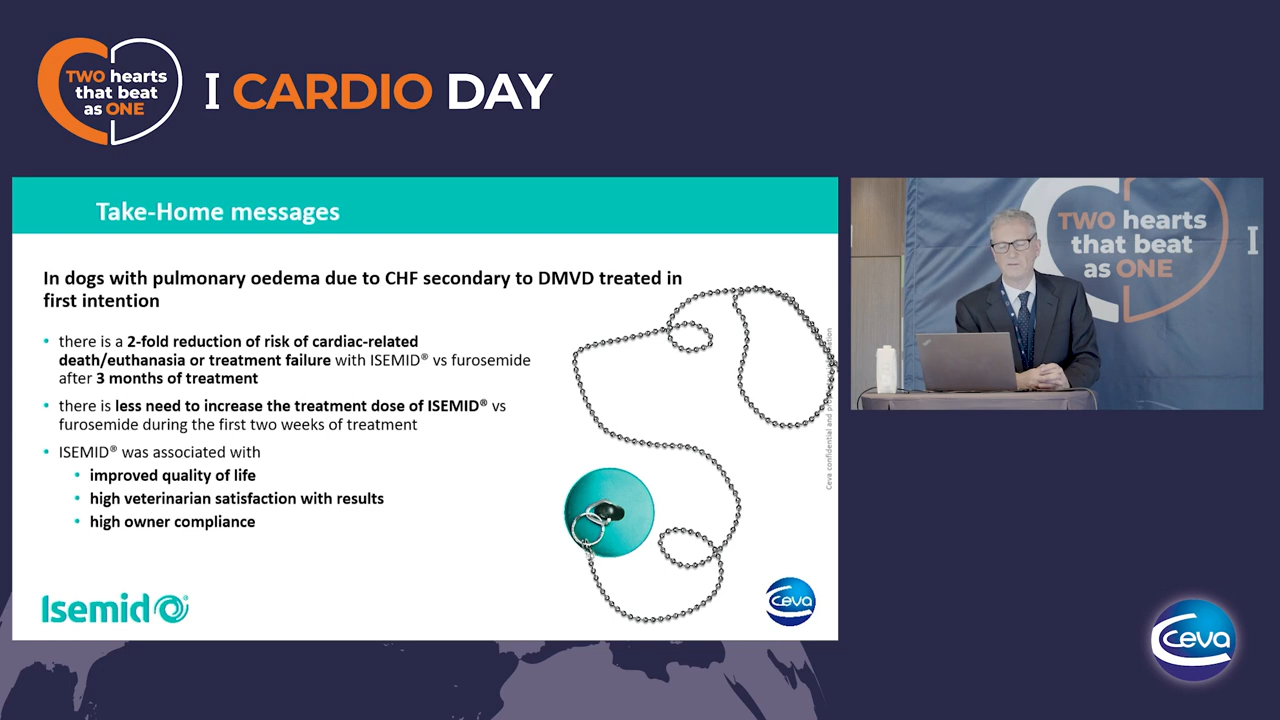 TWO hearts
that beat
as ONE
I CARDIO DAY
Take-Home messages
In dogs with pulmonary oedema due to CHF secondary to DMVD treated in
first intention
• there is a 2-fold reduction of risk of cardiac-related
death/euthanasia or treatment failure with ISEMID® vs furosemide
after 3 months of treatment
• there is less need to increase the treatment dose of ISEMID® vs
furosemide during the first two weeks of treatment
• ISEMID® was associated with
• improved quality of life
• high veterinarian satisfaction with results
• high owner compliance
Isemid
Ceva
Ceva confidential and
TWO hearts
that beat
as ONE
I
Ceva